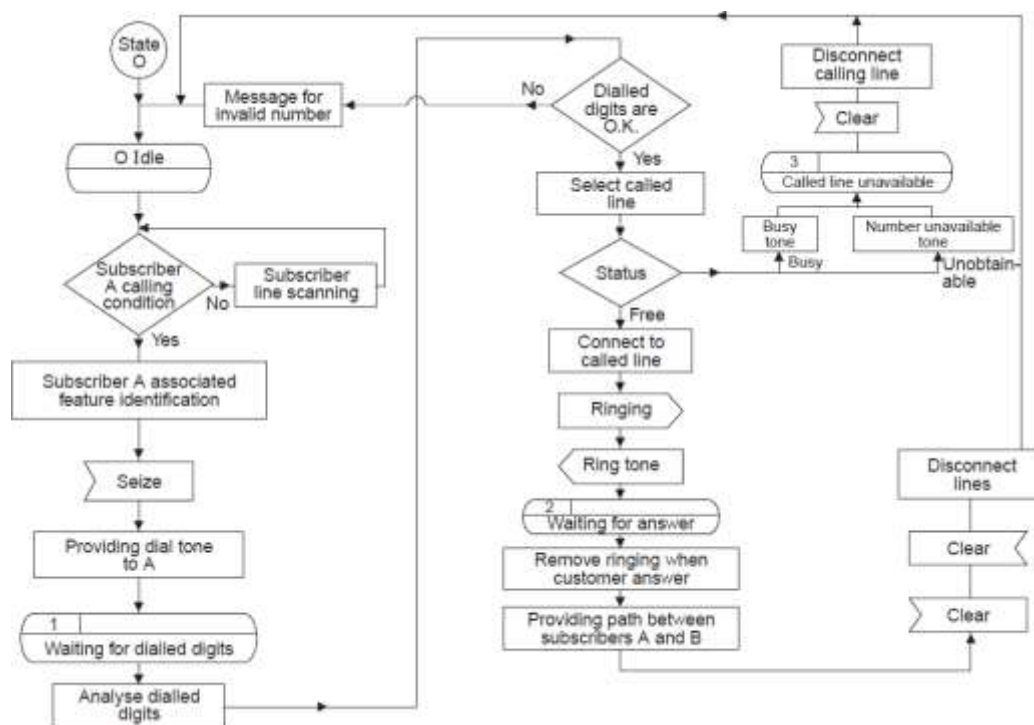 State
O
Message for
invalid number
O Idle
Subscriber
A calling
condition
No
Subscriber
line scanning
Yes
Subscriber A associated
feature identification
Seize
Providing dial tone
to A
1
Waiting for dialled digits
Analyse dialled
digits
No
Dialled
digits are
O.K.
Yes
Select called
line
Status
Free
Connect to
called line
Ringing
Ring tone
2
Waiting for answer
Remove ringing when
customer answer
Providing path between
subscribers A and B
Disconnect
calling line
Clear
3
Called line unavailable
Busy
tone
Number unavailable
tone
Busy
Unobtain-
able
Disconnect
lines
Clear
Clear